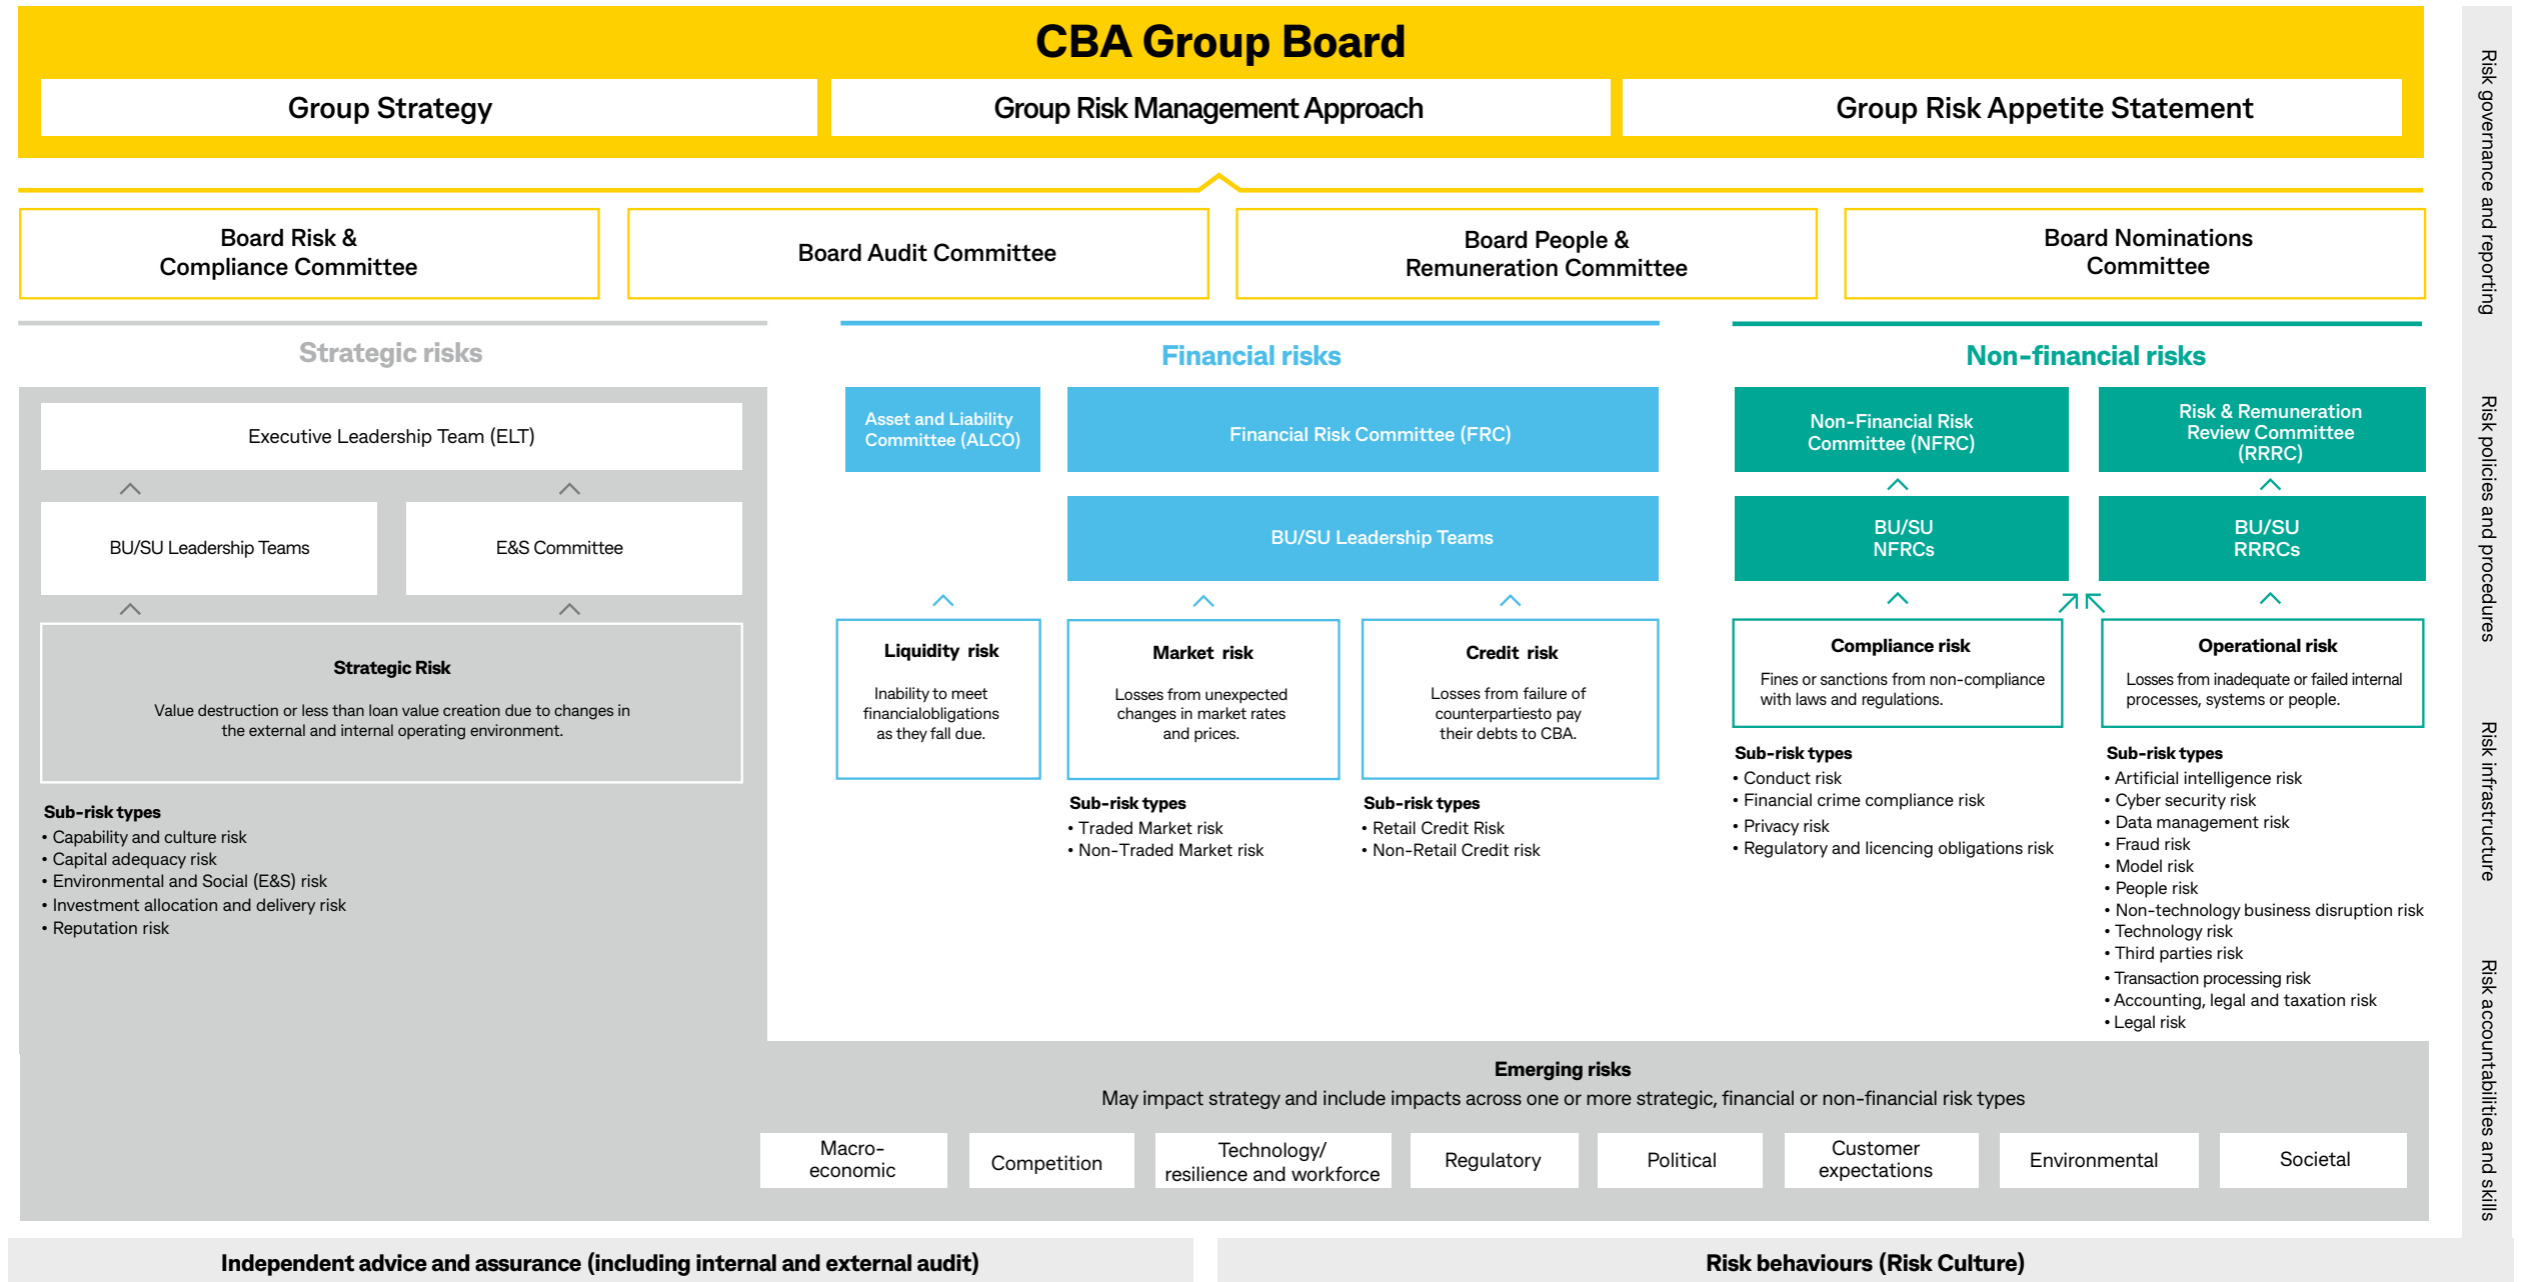 CBA Group Board
Group Strategy
Group Risk Management Approach
Group Risk Appetite Statement
Board Risk &
Compliance Committee
Board Audit Committee
Board People &
Remuneration Committee
Board Nominations
Committee
Strategic risks
Executive Leadership Team (ELT)
BU/SU Leadership Teams
E&S Committee
Strategic Risk
Value destruction or less than loan value creation due to changes in
the external and internal operating environment.
Sub-risk types
• Capability and culture risk
• Capital adequacy risk
• Environmental and Social (E&S) risk
• Investment allocation and delivery risk
• Reputation risk
Financial risks
Asset and Liability
Committee (ALCO)
Financial Risk Committee (FRC)
BU/SU Leadership Teams
Liquidity risk
Inability to meet
financialobligations
as they fall due.
Market risk
Losses from unexpected
changes in market rates
and prices.
Sub-risk types
• Traded Market risk
• Non-Traded Market risk
Credit risk
Losses from failure of
counterpartiesto pay
their debts to CBA.
Sub-risk types
• Retail Credit Risk
• Non-Retail Credit risk
Non-financial risks
Non-Financial Risk
Committee (NFRC)
Risk & Remuneration
Review Committee
(RRRC)
BU/SU
NFRCs
BU/SU
RRRCs
Compliance risk
Fines or sanctions from non-compliance
with laws and regulations.
Sub-risk types
• Conduct risk
• Financial crime compliance risk
• Privacy risk
• Regulatory and licencing obligations risk
Operational risk
Losses from inadequate or failed internal
processes, systems or people.
Sub-risk types
• Artificial intelligence risk
• Cyber security risk
• Data management risk
• Fraud risk
• Model risk
• People risk
• Non-technology business disruption risk
• Technology risk
• Third parties risk
• Transaction processing risk
• Accounting, legal and taxation risk
• Legal risk
Emerging risks
May impact strategy and include impacts across one or more strategic, financial or non-financial risk types
Macro-
economic
Competition
Technology/
resilience and workforce
Regulatory
Political
Customer
expectations
Environmental
Societal
Independent advice and assurance (including internal and external audit)
Risk behaviours (Risk Culture)
Risk governance and reporting
Risk policies and procedures
Risk infrastructure
Risk accountabilities and skills